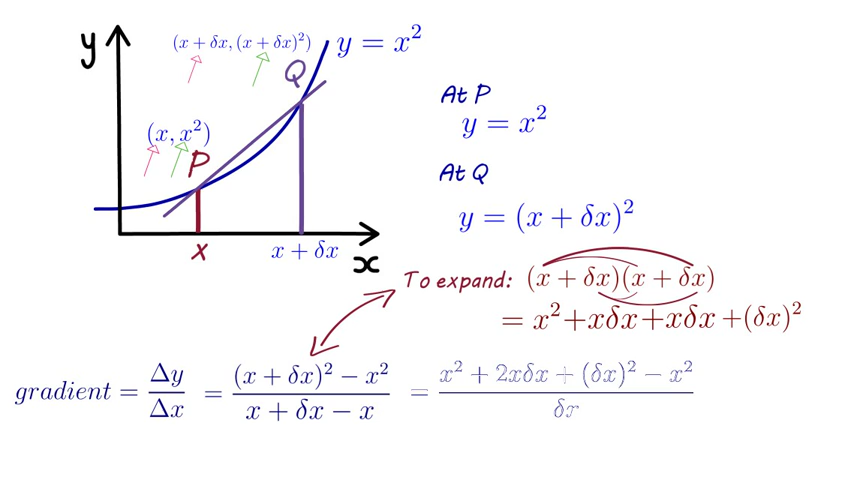 y
(x + δx, (x + δx)²)
y = x²
Q
(x, x²)
P
x
x + δx
x
At P
y = x²
At Q
y = (x + δx)²
To expand: (x + δx)(x + δx)
= x² + xδx + xδx + (δx)²
gradient = Δy/Δx = ((x + δx)² − x²)/(x + δx − x) = (x² + 2xδx + (δx)² − x²)/δx